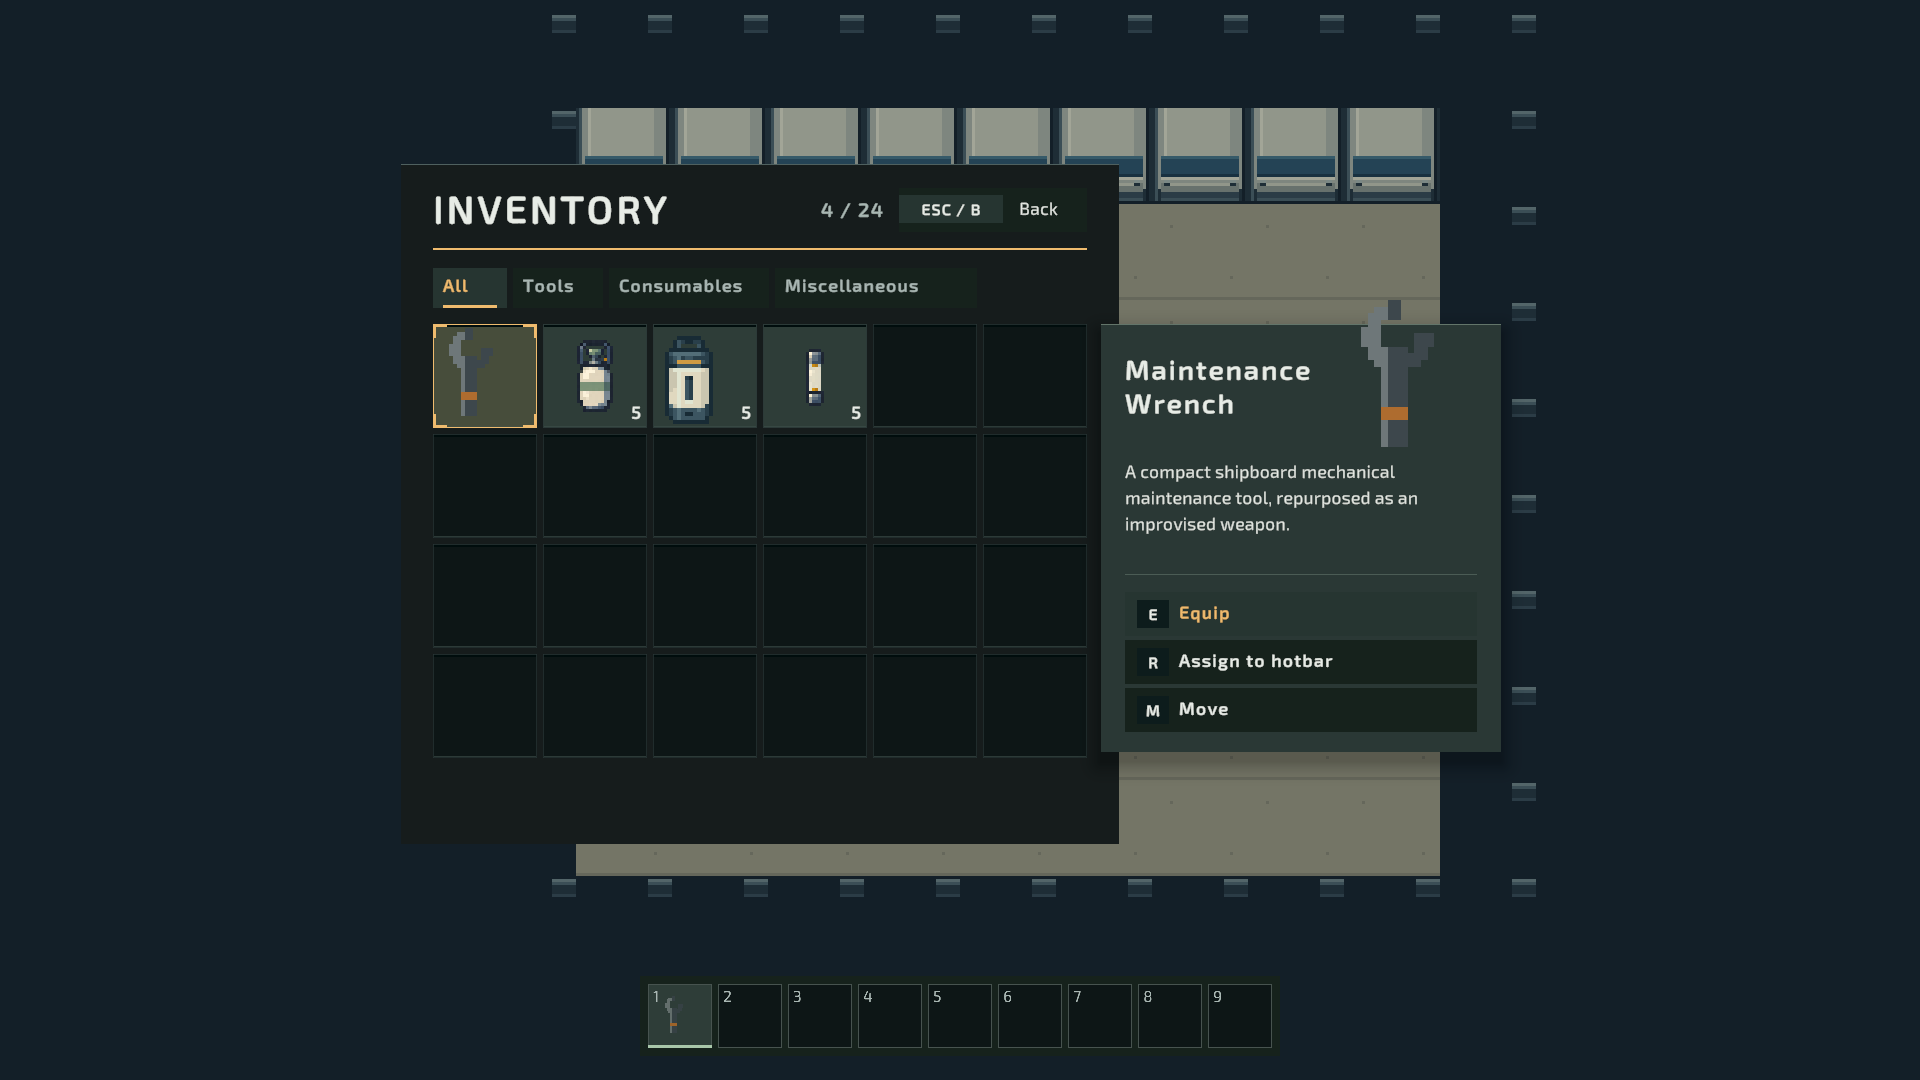 INVENTORY
4 / 24
ESC / B Back
All Tools Consumables Miscellaneous
5 5 5
Maintenance
Wrench
A compact shipboard mechanical
maintenance tool, repurposed as an
improvised weapon.
E Equip
R Assign to hotbar
M Move
1 2 3 4 5 6 7 8 9